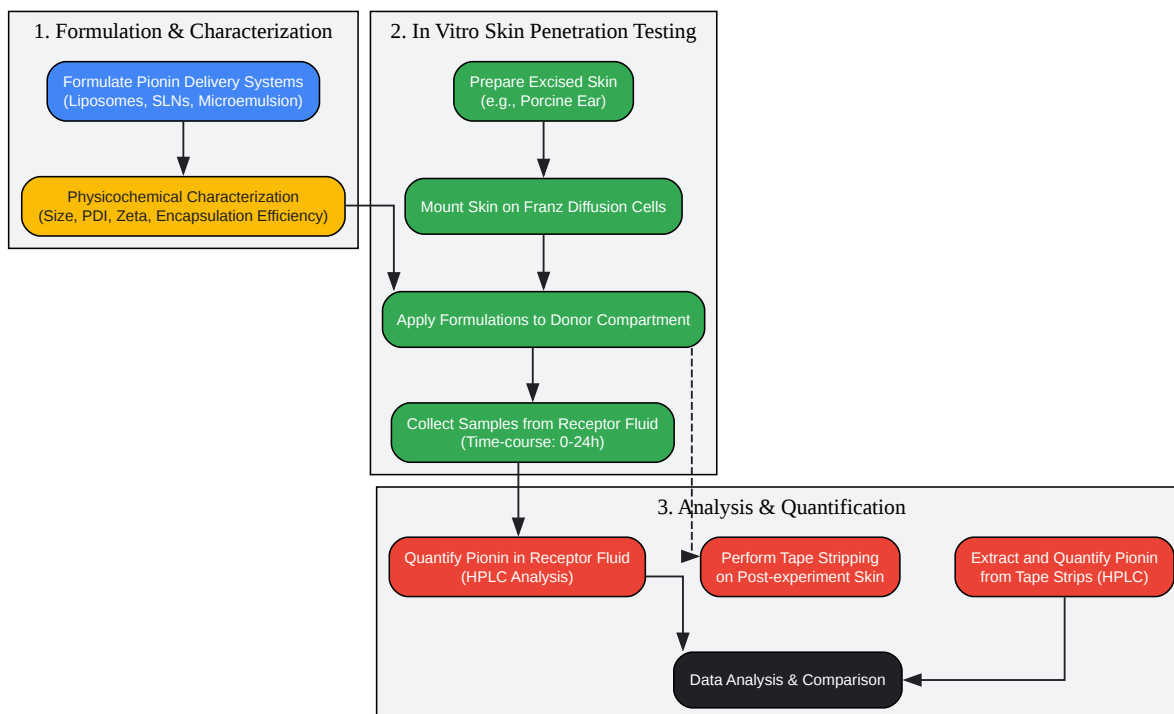 1. Formulation & Characterization
Formulate Pionin Delivery Systems
(Liposomes, SLNs, Microemulsion)
Physicochemical Characterization
(Size, PDI, Zeta, Encapsulation Efficiency)
2. In Vitro Skin Penetration Testing
Prepare Excised Skin
(e.g., Porcine Ear)
Mount Skin on Franz Diffusion Cells
Apply Formulations to Donor Compartment
Collect Samples from Receptor Fluid
(Time-course: 0-24h)
3. Analysis & Quantification
Quantify Pionin in Receptor Fluid
(HPLC Analysis)
Perform Tape Stripping
on Post-experiment Skin
Extract and Quantify Pionin
from Tape Strips (HPLC)
Data Analysis & Comparison